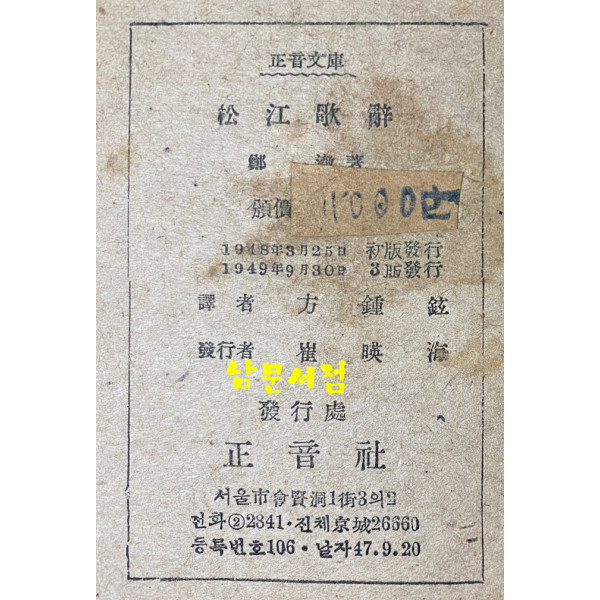 正音文庫
松江歌辭
鄭 澈 著
頒價
1948年3月25日 初版發行
1949年9月30日 3版發行
譯者 方鍾鉉
發行者 崔暎海
남문서점
發行處
正音社
서울市會賢洞1街3의2
전화②2841·진체京城26660
등록번호106·날자47.9.20